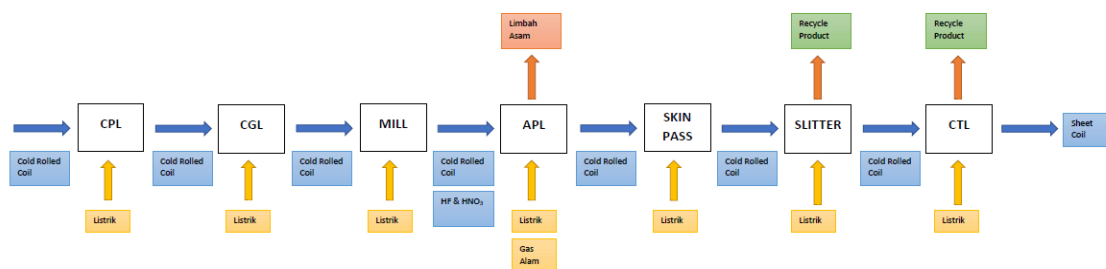 Limbah
Asam
Recycle
Product
Recycle
Product
CPL
CGL
MILL
APL
SKIN
PASS
SLITTER
CTL
Sheet
Coil
Cold Rolled
Coil
Cold Rolled
Coil
Cold Rolled
Coil
Cold Rolled
Coil
Cold Rolled
Coil
Cold Rolled
Coil
Cold Rolled
Coil
HF & HNO₃
Listrik
Listrik
Listrik
Listrik
Listrik
Listrik
Listrik
Gas
Alam